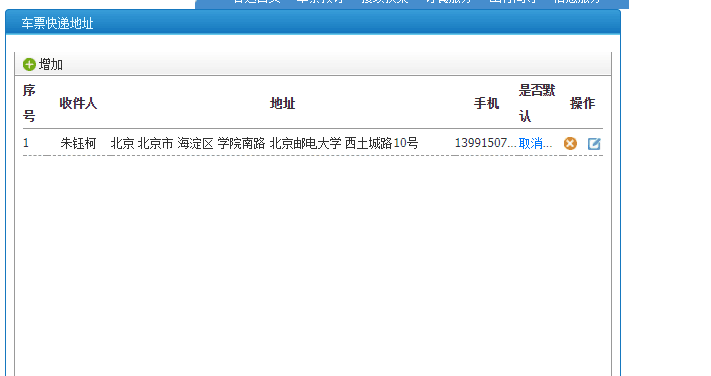 车票快递地址
增加
序号 收件人 地址 手机 是否默认 操作
1 朱钰柯 北京 北京市 海淀区 学院南路 北京邮电大学 西土城路10号 13991507... 取消...